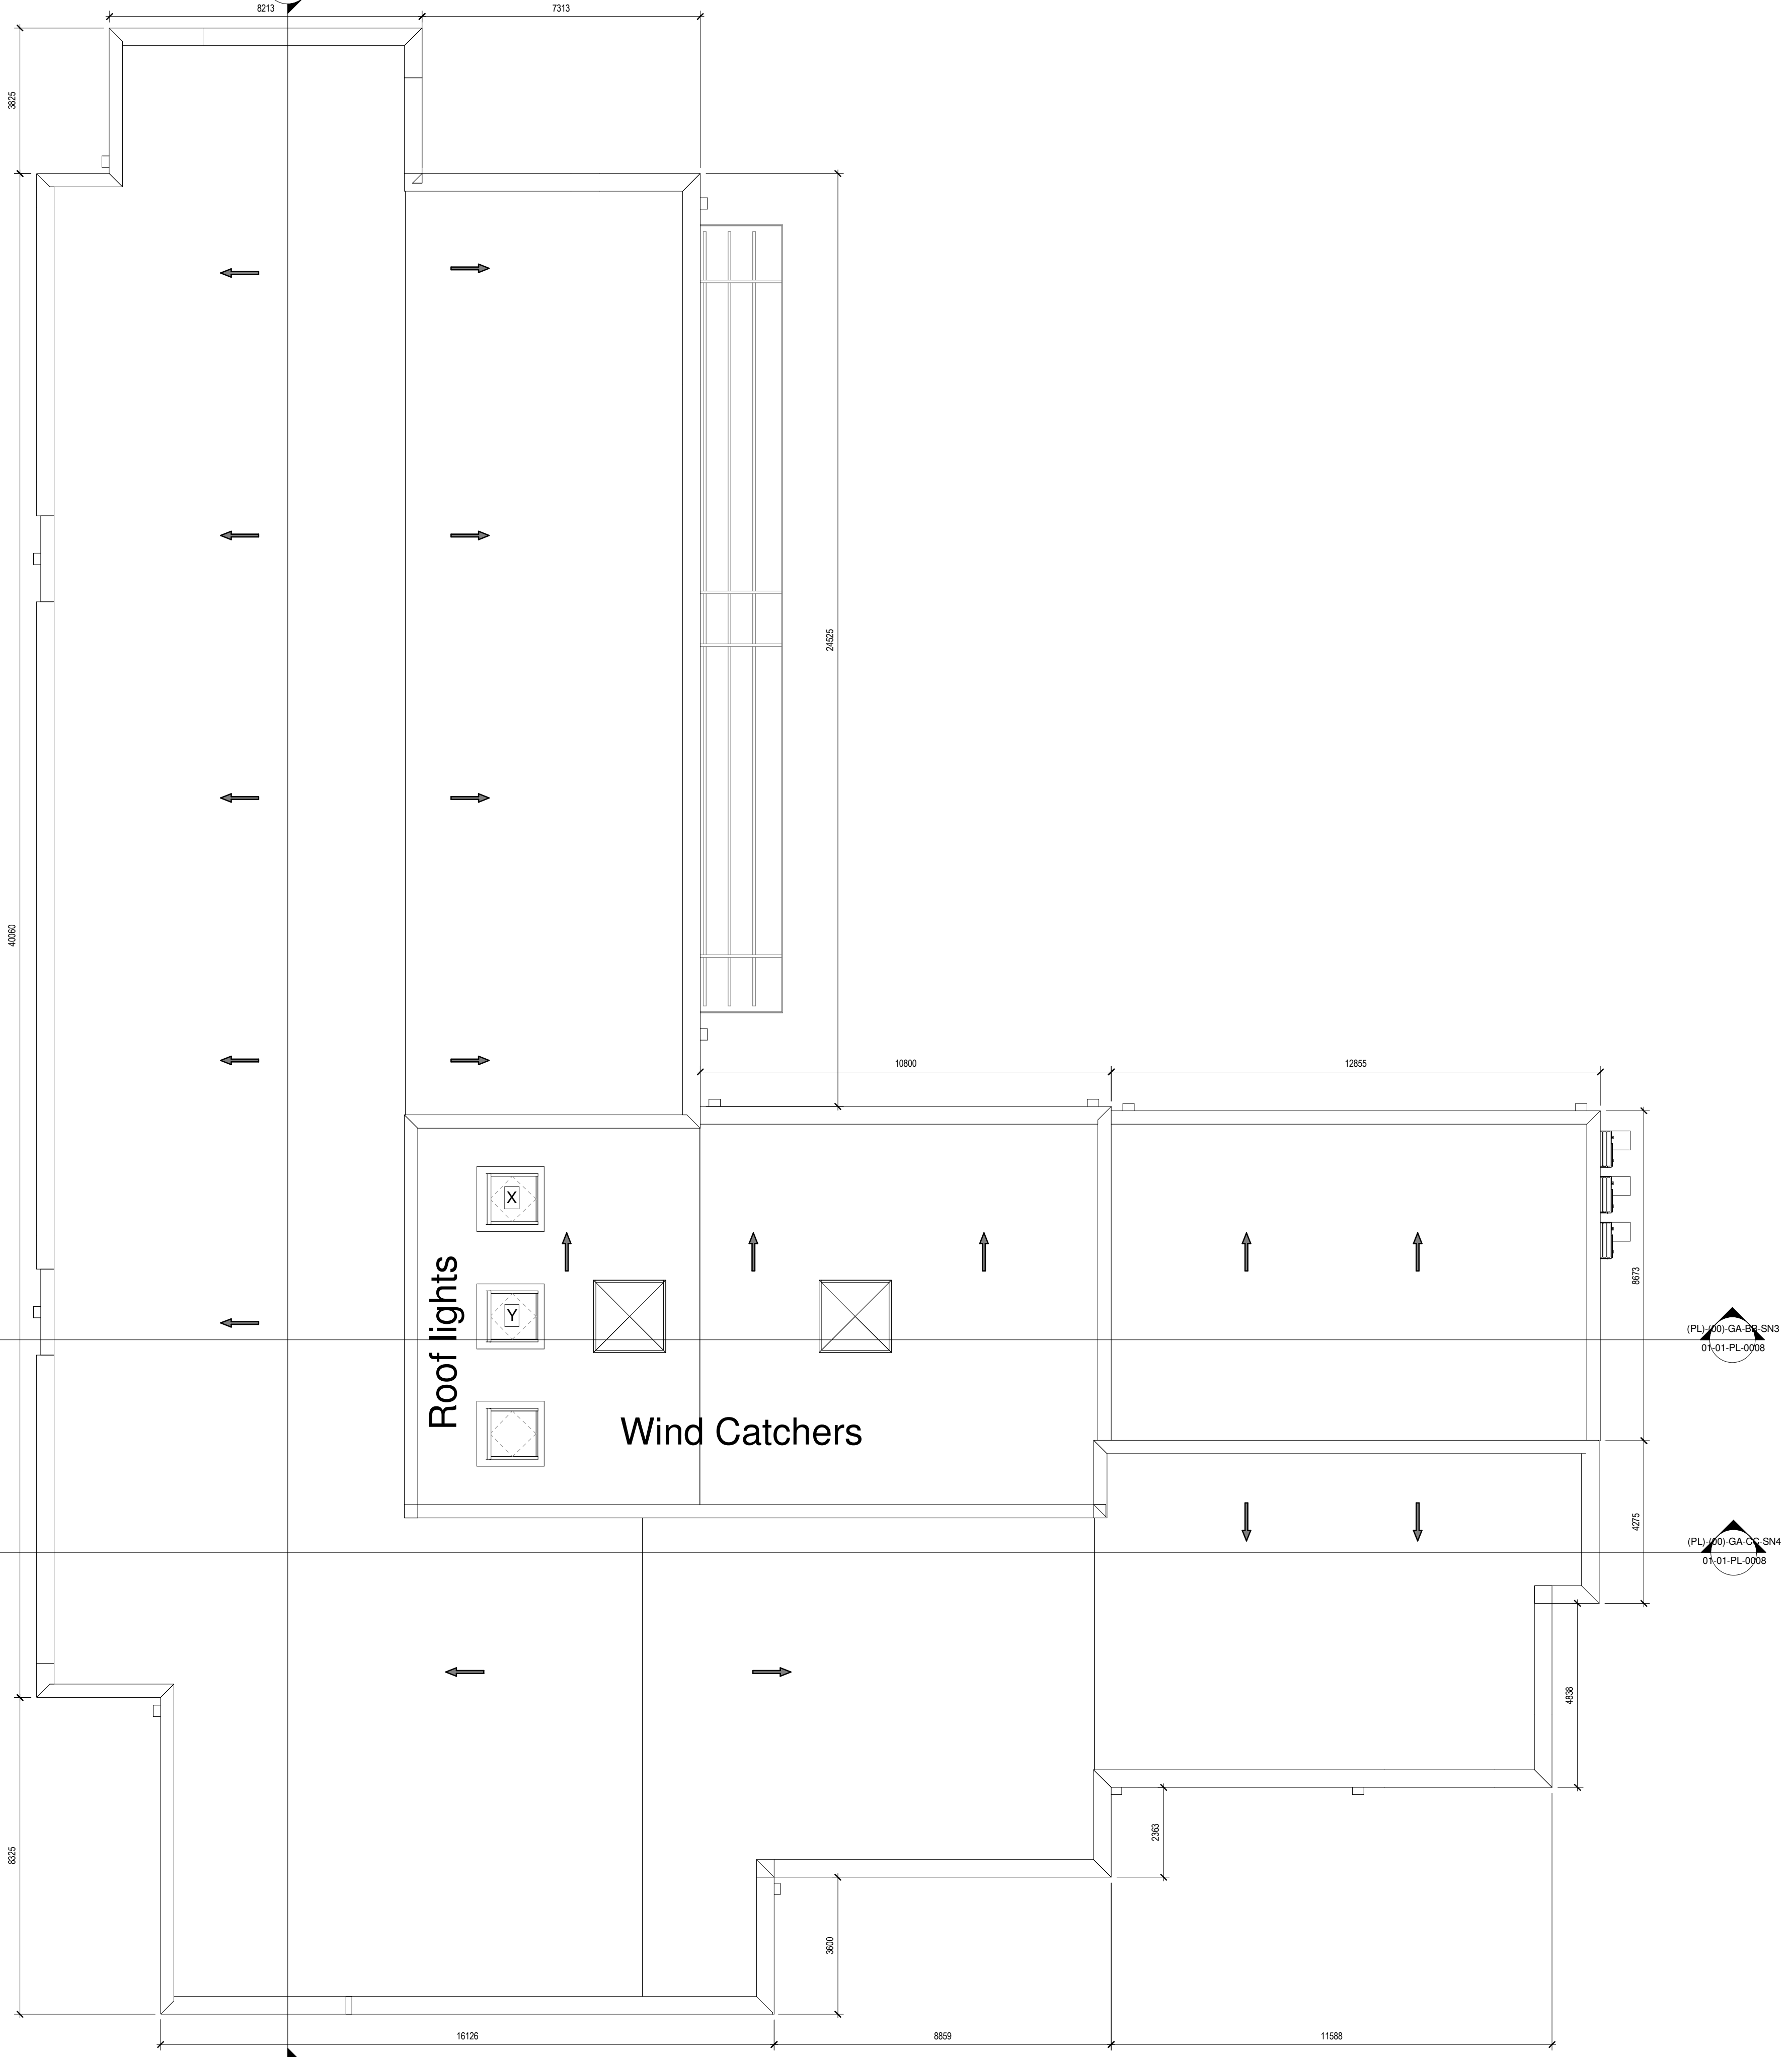 8213
7313
3825
24525
40060
10800
12855
X
8673
Roof lights
Y
(PL)-(00)-GA-BB-SN3
01-01-PL-0008
Wind Catchers
4275
(PL)-(00)-GA-CC-SN4
01-01-PL-0008
4838
2363
8325
3600
16126
8859
11588